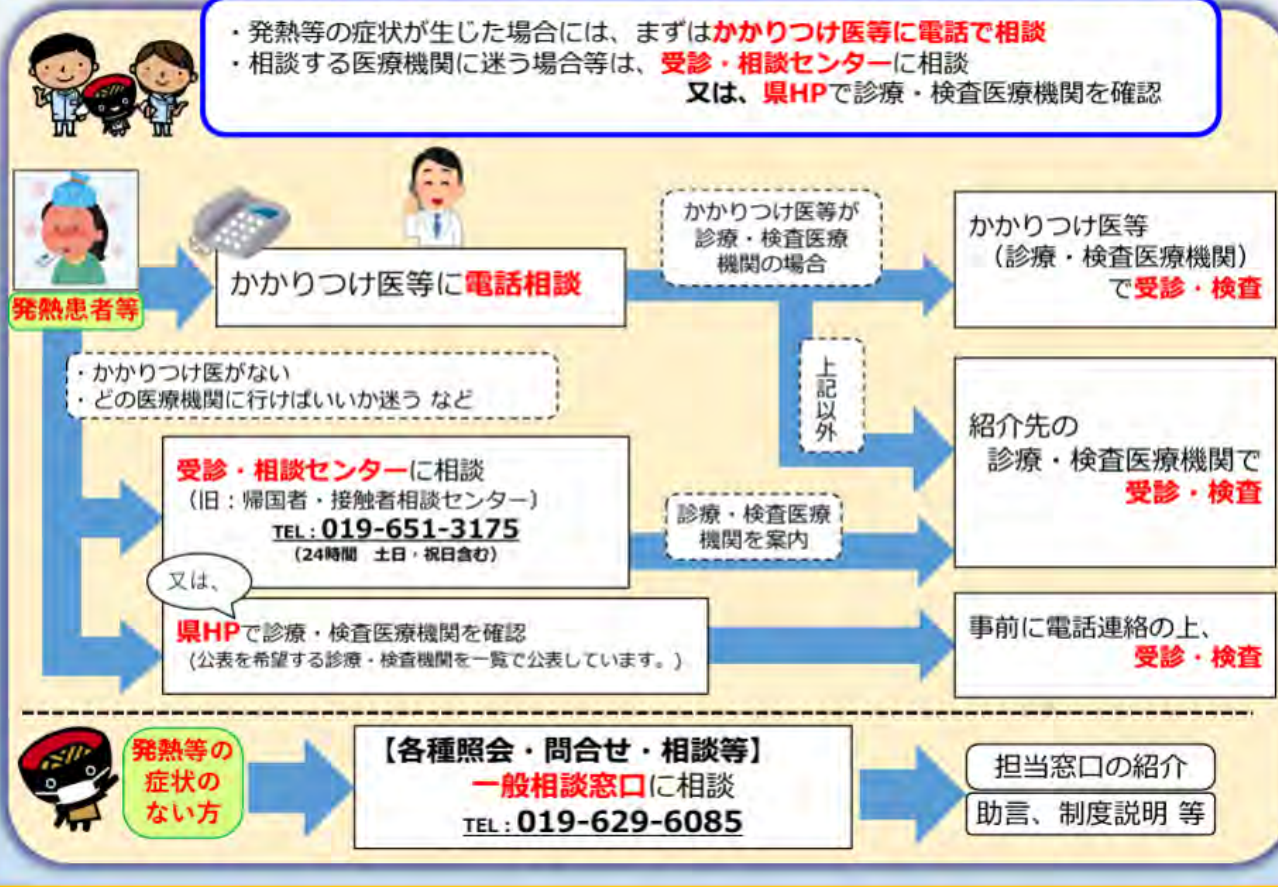 ・発熱等の症状が生じた場合には、まずはかかりつけ医等に電話で相談
・相談する医療機関に迷う場合等は、受診・相談センターに相談
又は、県HPで診療・検査医療機関を確認
発熱患者等
かかりつけ医等に電話相談
かかりつけ医等が
診療・検査医療
機関の場合
かかりつけ医等
（診療・検査医療機関）
で受診・検査
・かかりつけ医がない
・どの医療機関に行けばいいか迷う など
上記以外
紹介先の
診療・検査医療機関で
受診・検査
受診・相談センターに相談
（旧：帰国者・接触者相談センター）
TEL：019-651-3175
（24時間　土日・祝日含む）
診療・検査医療
機関を案内
又は、
県HPで診療・検査医療機関を確認
(公表を希望する診療・検査機関を一覧で公表しています。)
事前に電話連絡の上、
受診・検査
発熱等の
症状の
ない方
【各種照会・問合せ・相談等】
一般相談窓口に相談
TEL：019-629-6085
担当窓口の紹介
助言、制度説明 等